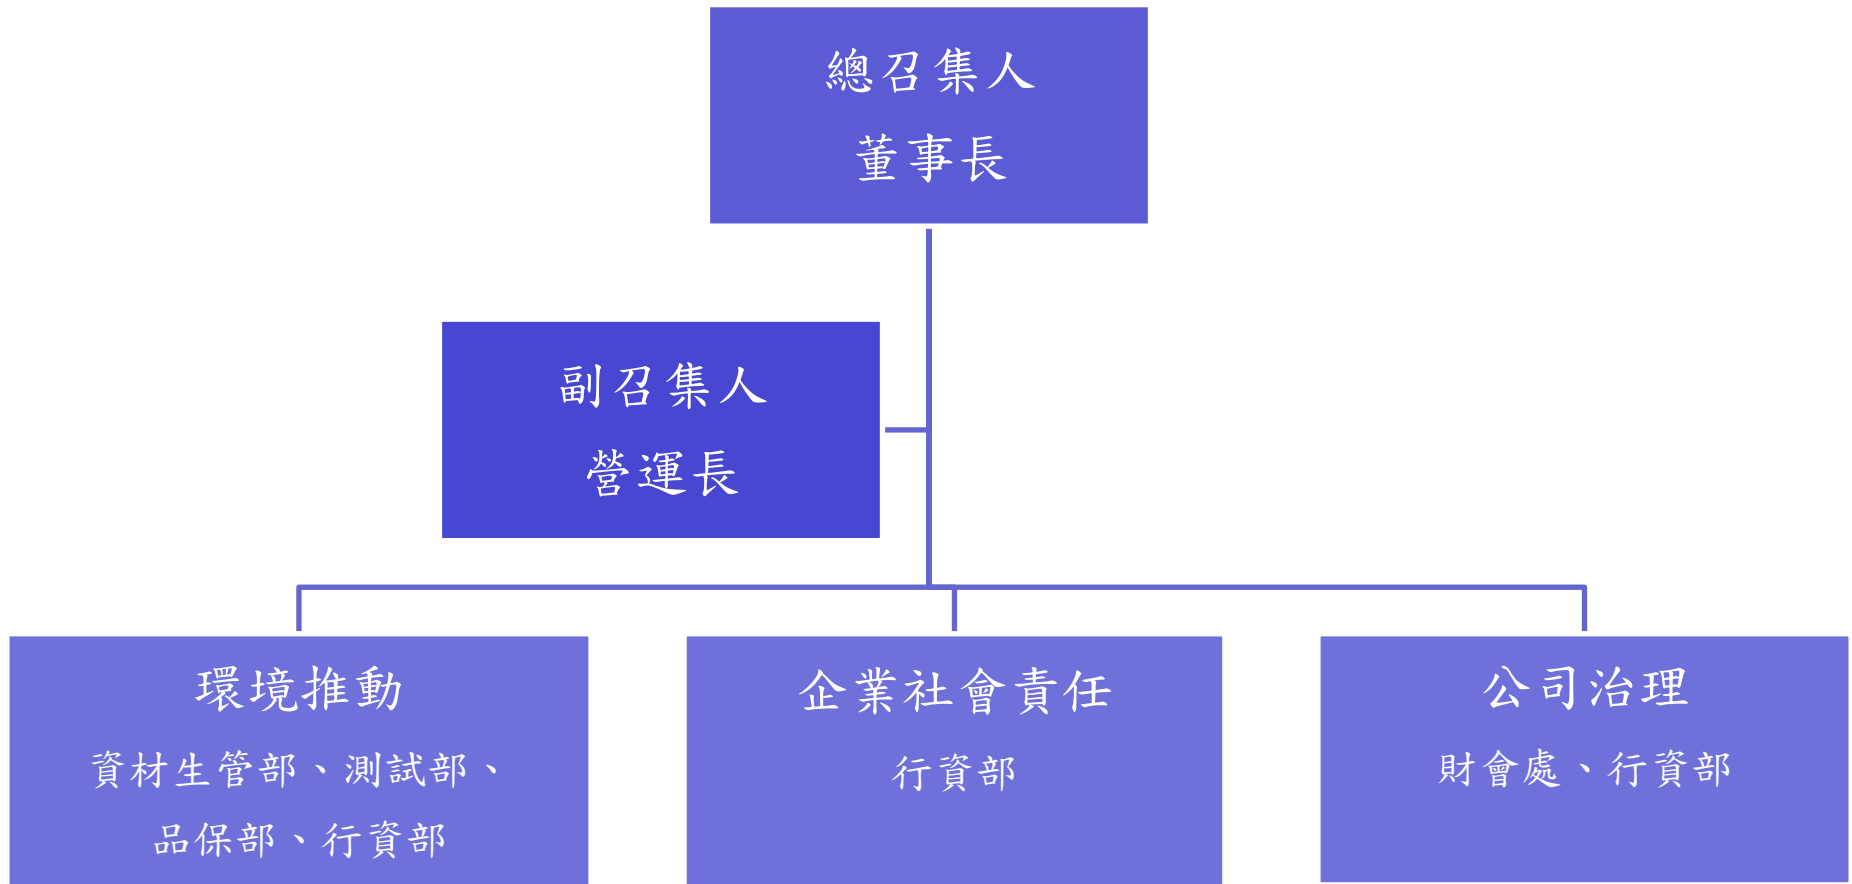 總召集人
董事長
副召集人
營運長
環境推動
資材生管部、測試部、
品保部、行資部
企業社會責任
行資部
公司治理
財會處、行資部